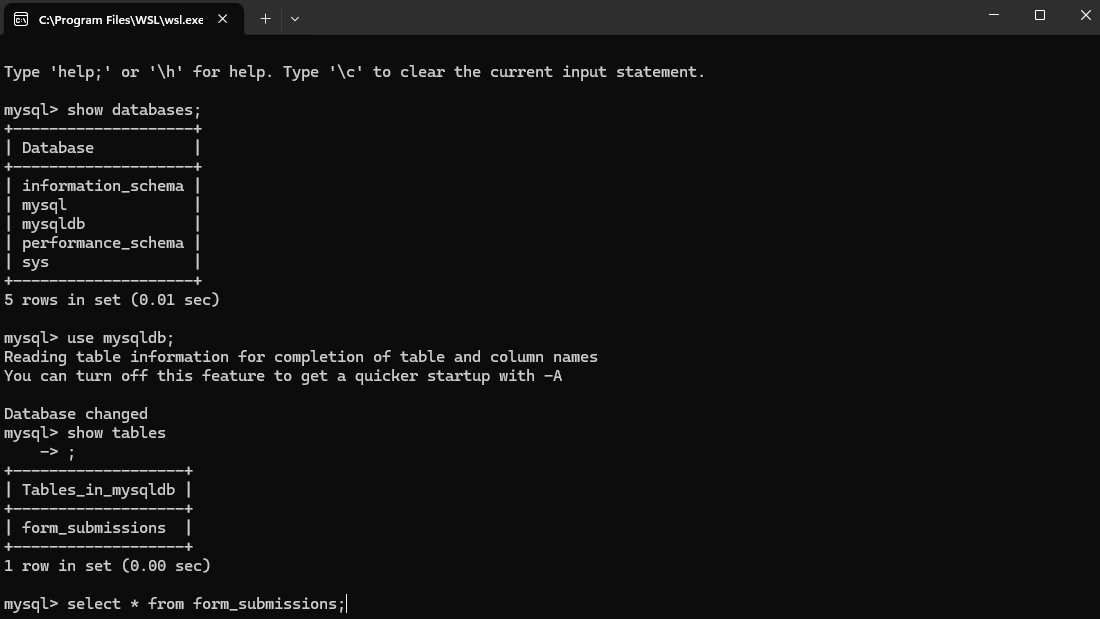 C:\Program Files\WSL\wsl.exe
Type 'help;' or '\h' for help. Type '\c' to clear the current input statement.
mysql> show databases;
+--------------------+
| Database           |
+--------------------+
| information_schema |
| mysql              |
| mysqldb            |
| performance_schema |
| sys                |
+--------------------+
5 rows in set (0.01 sec)
mysql> use mysqldb;
Reading table information for completion of table and column names
You can turn off this feature to get a quicker startup with -A
Database changed
mysql> show tables
    -> ;
+-------------------+
| Tables_in_mysqldb |
+-------------------+
| form_submissions  |
+-------------------+
1 row in set (0.00 sec)
mysql> select * from form_submissions;